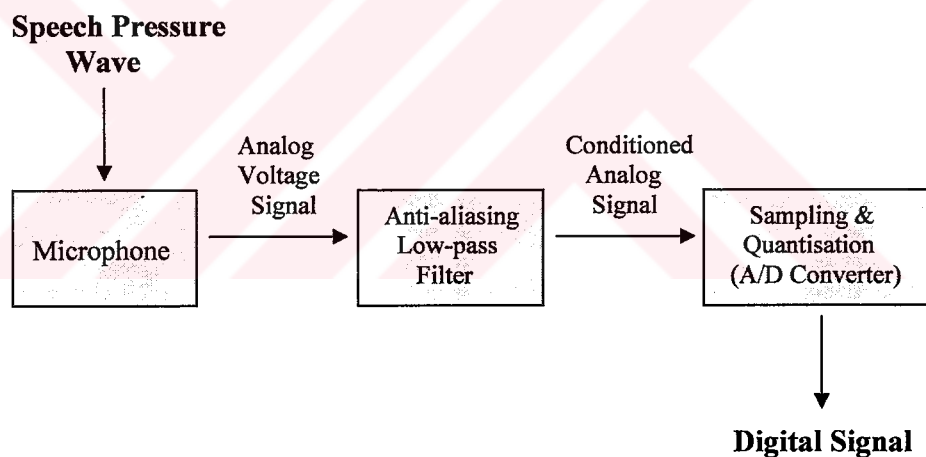 Speech Pressure
Wave
Analog
Voltage
Signal
Conditioned
Analog
Signal
Microphone
Anti-aliasing
Low-pass
Filter
Sampling &
Quantisation
(A/D Converter)
Digital Signal